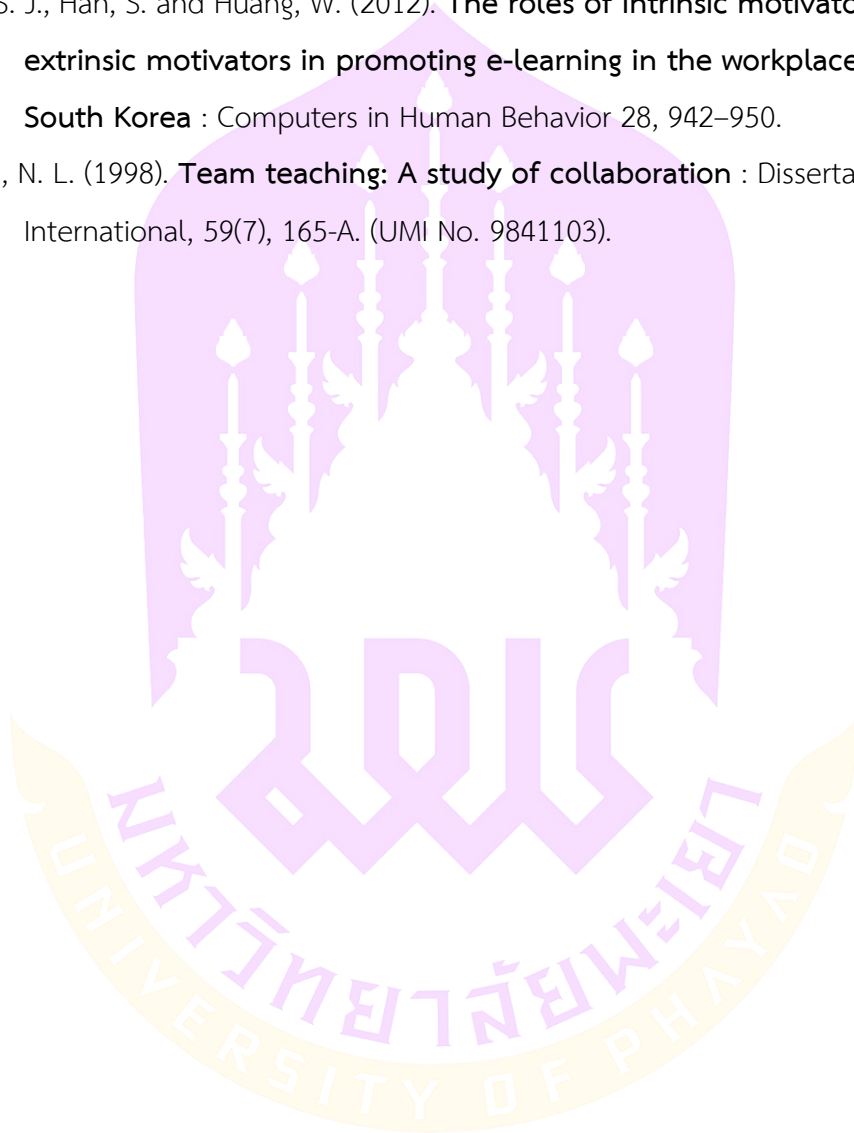 S. J., Han, S. and Huang, W. (2012). The roles of intrinsic motivato
extrinsic motivators in promoting e-learning in the workplace
South Korea : Computers in Human Behavior 28, 942–950.
, N. L. (1998). Team teaching: A study of collaboration : Disserta
International, 59(7), 165-A. (UMI No. 9841103).
มหาวิทยาลัยพะเยา
UNIVERSITY OF PHAYAO